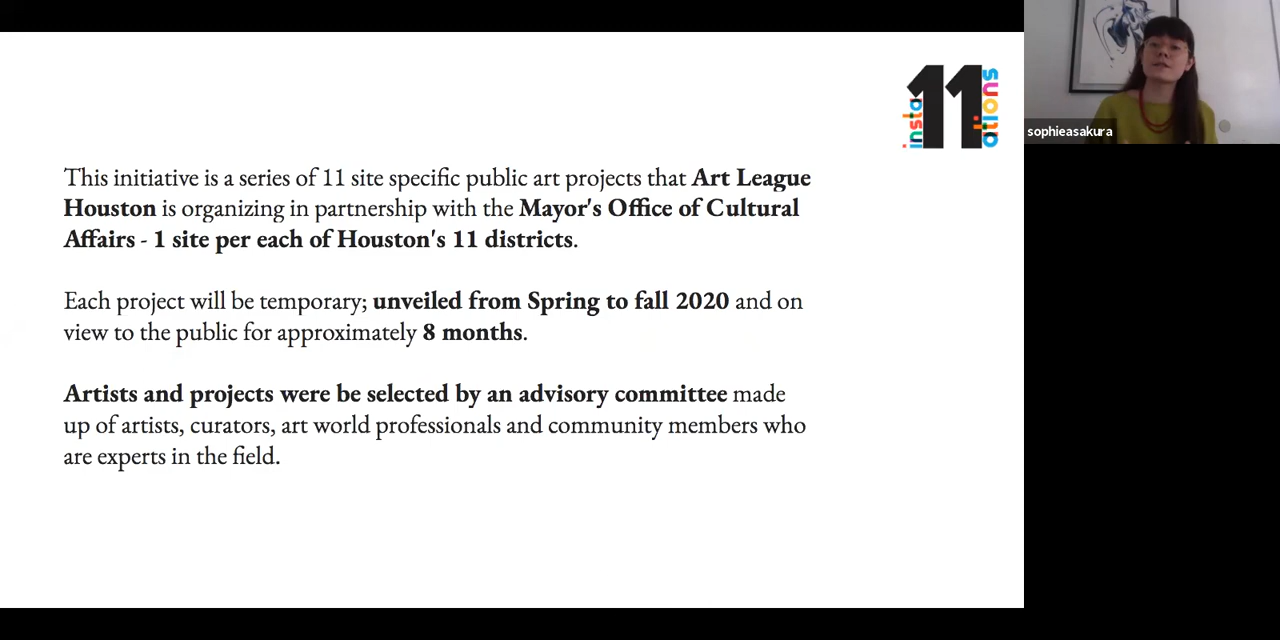 insta11ations
sophieasakura
This initiative is a series of 11 site specific public art projects that Art League
Houston is organizing in partnership with the Mayor's Office of Cultural
Affairs - 1 site per each of Houston's 11 districts.
Each project will be temporary; unveiled from Spring to fall 2020 and on
view to the public for approximately 8 months.
Artists and projects were be selected by an advisory committee made
up of artists, curators, art world professionals and community members who
are experts in the field.